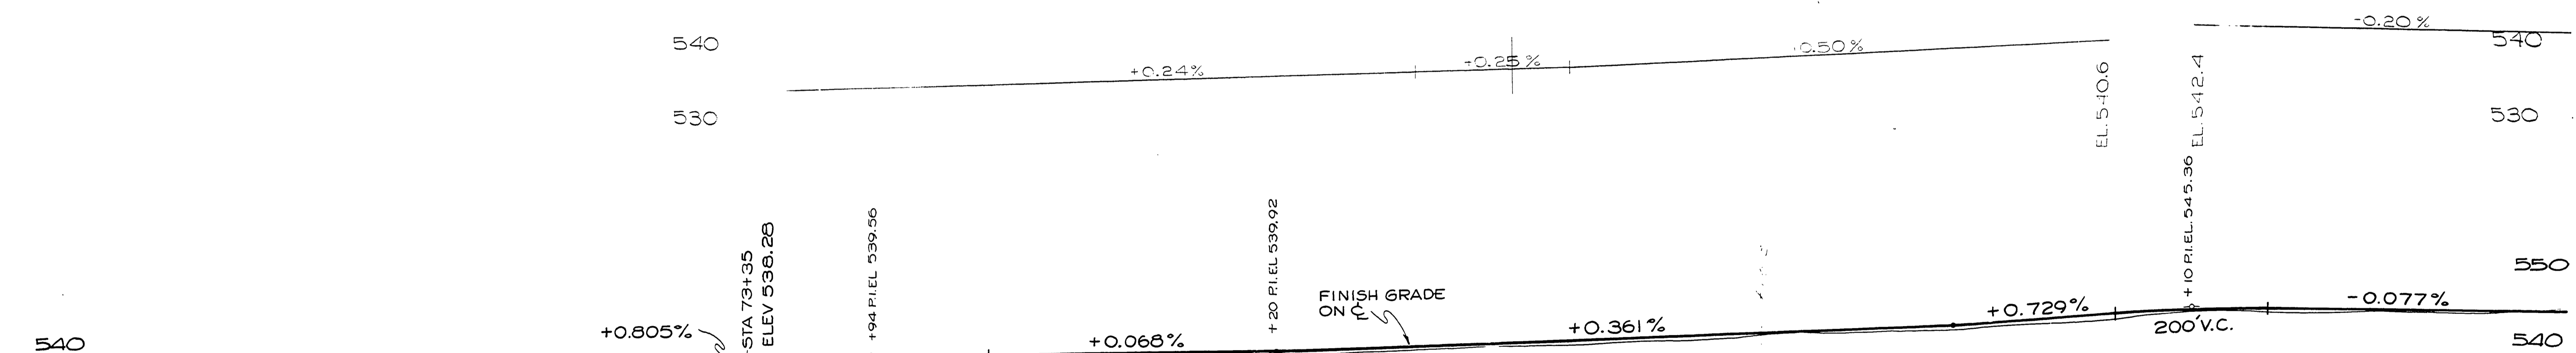 540
+0.24%
+0.25%
0.50%
-0.20%
540
530
EL. 540.6
EL. 542.4
530
STA 73+35
ELEV 538.28
+94 P.I. EL 539.56
+20 P.I. EL 539.92
+10 P.I. EL. 545.36
550
FINISH GRADE
ON ℄
+0.805%
+0.068%
+0.361%
+0.729%
200' V.C.
-0.077%
540
540